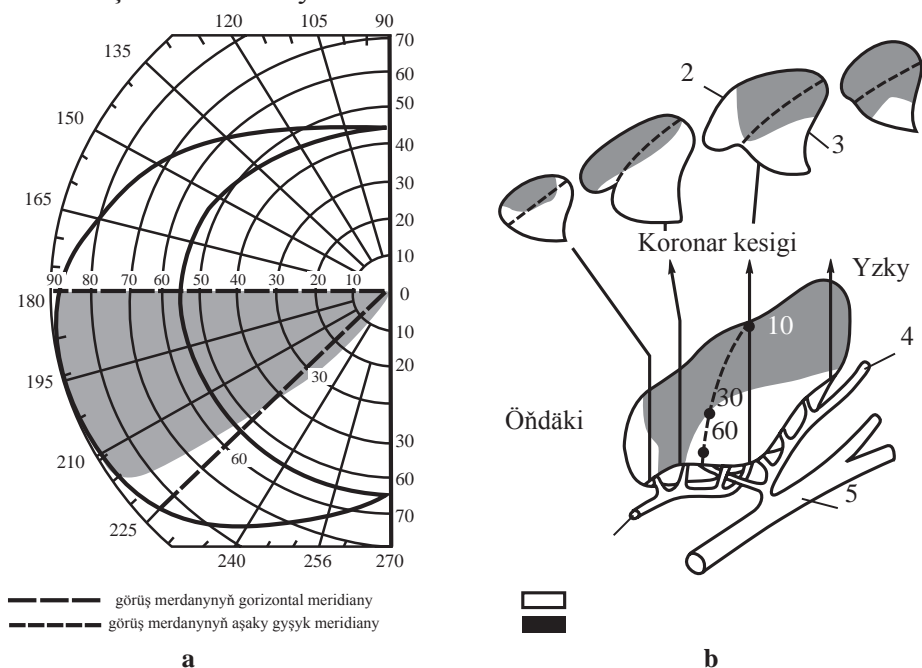 120 105 90
135
150
165
180
195
210
225
240 256 270
70
60
50
40
30
20
10
0
10
20
30
60
70
90 80 70 60 50 40 30 20 10
30
60
görüş merdanynyň gorizontal meridiany
görüş merdanynyň aşaky gyşyk meridiany
a
2
3
Koronar kesigi
Yzky
10
4
30
Öňdäki
60
5
b